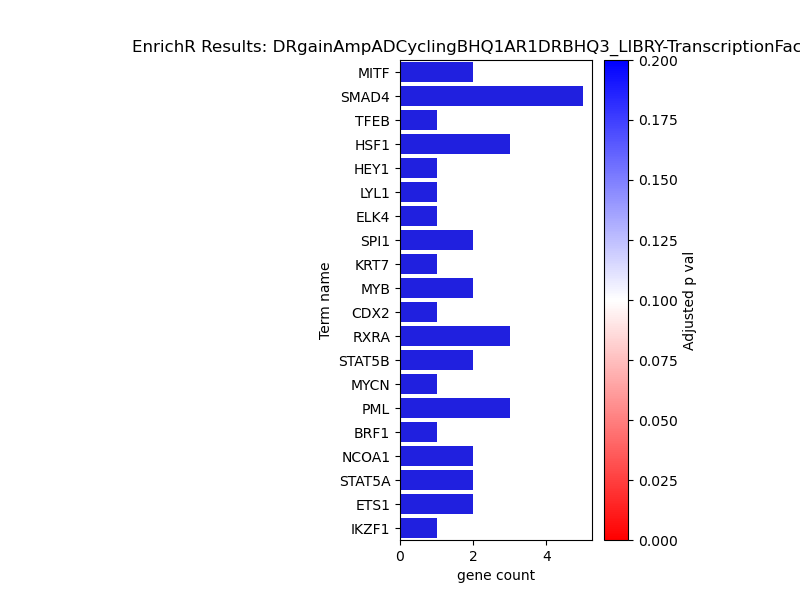 EnrichR Results: DRgainAmpADCyclingBHQ1AR1DRBHQ3_LIBRY-TranscriptionFac
MITF
SMAD4
TFEB
HSF1
HEY1
LYL1
ELK4
SPI1
KRT7
MYB
CDX2
RXRA
STAT5B
MYCN
PML
BRF1
NCOA1
STAT5A
ETS1
IKZF1
Term name
0 2 4
gene count
0.200
0.175
0.150
0.125
0.100
0.075
0.050
0.025
0.000
Adjusted p val